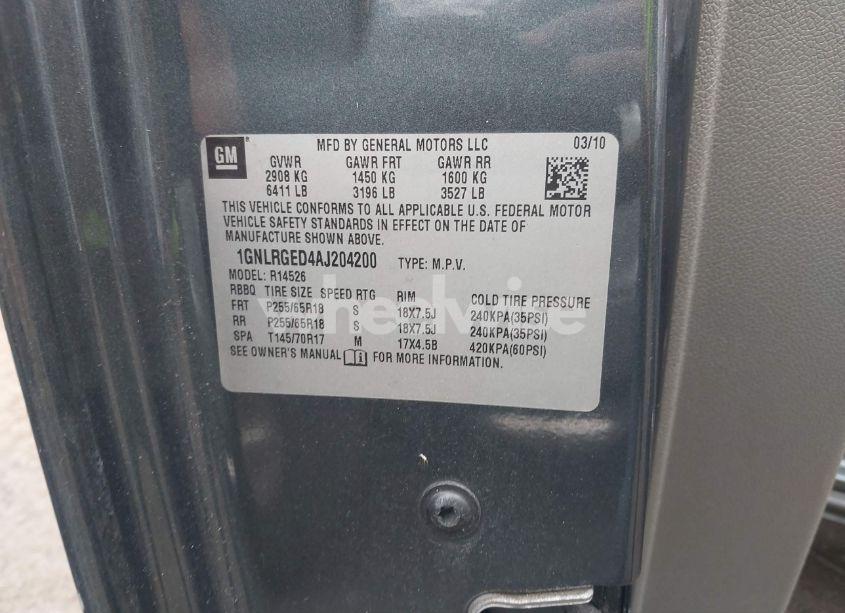 GM
MFD BY GENERAL MOTORS LLC 03/10
GVWR GAWR FRT GAWR RR
2908 KG 1450 KG 1600 KG
6411 LB 3196 LB 3527 LB
THIS VEHICLE CONFORMS TO ALL APPLICABLE U.S. FEDERAL MOTOR
VEHICLE SAFETY STANDARDS IN EFFECT ON THE DATE OF
MANUFACTURE SHOWN ABOVE.
1GNLRGED4AJ204200 TYPE: M.P.V.
MODEL: R14526
RBBQ TIRE SIZE SPEED RTG RIM COLD TIRE PRESSURE
FRT P255/65R18 S 18X7.5J 240KPA(35PSI)
RR P255/65R18 S 18X7.5J 240KPA(35PSI)
SPA T145/70R17 M 17X4.5B 420KPA(60PSI)
SEE OWNER'S MANUAL FOR MORE INFORMATION.